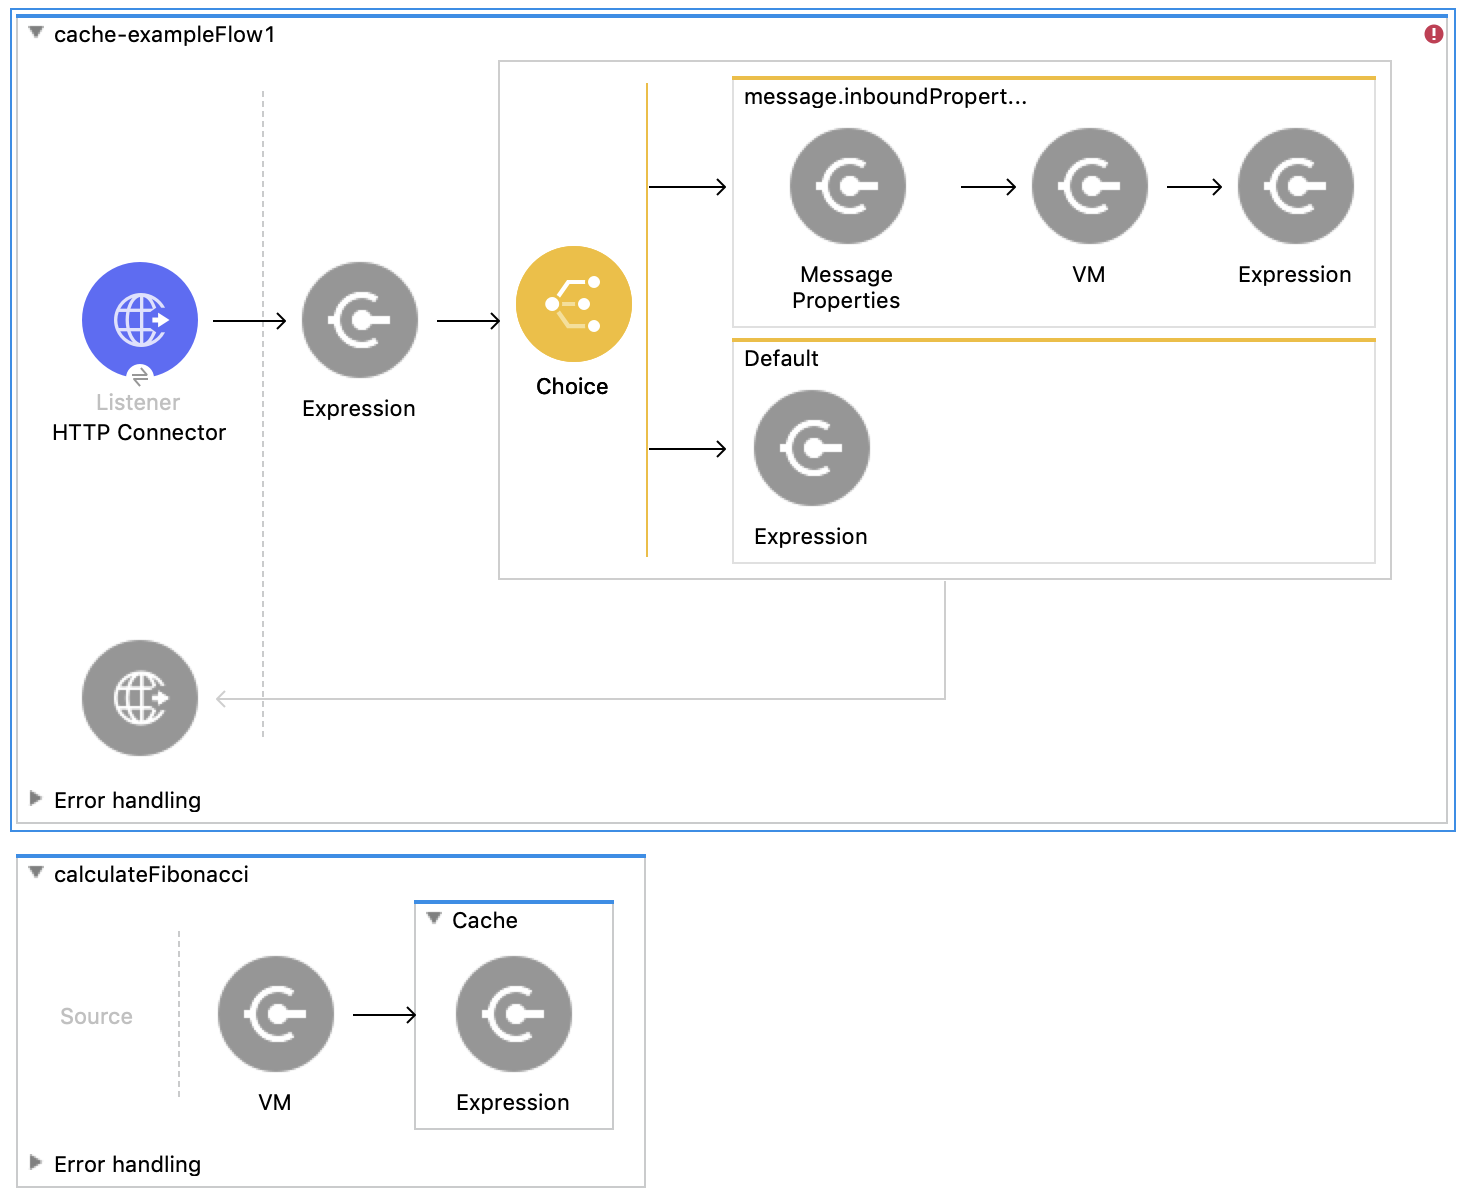 cache-exampleFlow1
message.inboundPropert...
Message
Properties
VM
Expression
Listener
HTTP Connector
Expression
Choice
Default
Expression
Error handling
calculateFibonacci
Cache
Source
VM
Expression
Error handling